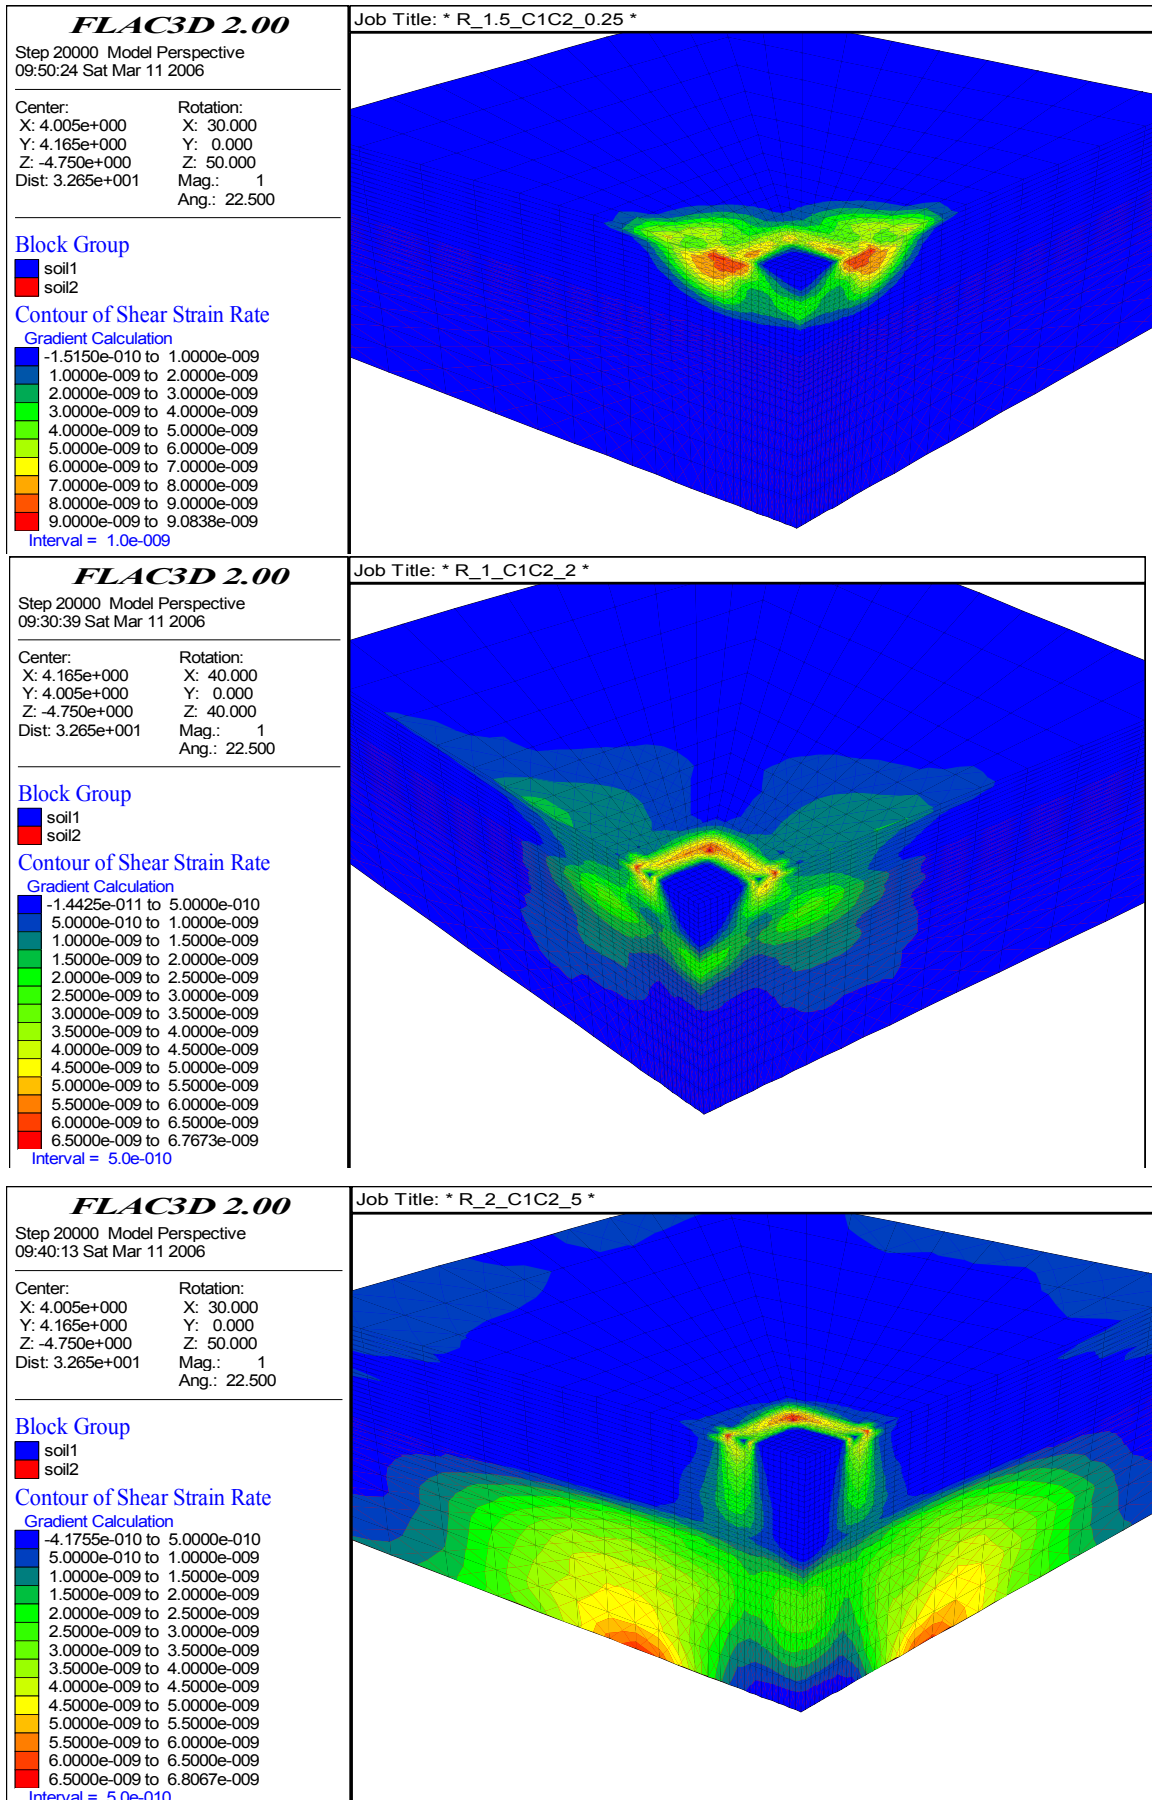 FLAC3D 2.00
Job Title: * R_1.5_C1C2_0.25 *
Step 20000 Model Perspective
09:50:24 Sat Mar 11 2006
Center: Rotation:
X: 4.005e+000 X: 30.000
Y: 4.165e+000 Y: 0.000
Z: -4.750e+000 Z: 50.000
Dist: 3.265e+001 Mag.: 1
Ang.: 22.500
Block Group
soil1
soil2
Contour of Shear Strain Rate
Gradient Calculation
-1.5150e-010 to 1.0000e-009
1.0000e-009 to 2.0000e-009
2.0000e-009 to 3.0000e-009
3.0000e-009 to 4.0000e-009
4.0000e-009 to 5.0000e-009
5.0000e-009 to 6.0000e-009
6.0000e-009 to 7.0000e-009
7.0000e-009 to 8.0000e-009
8.0000e-009 to 9.0000e-009
9.0000e-009 to 9.0838e-009
Interval = 1.0e-009
FLAC3D 2.00
Job Title: * R_1_C1C2_2 *
Step 20000 Model Perspective
09:30:39 Sat Mar 11 2006
Center: Rotation:
X: 4.165e+000 X: 40.000
Y: 4.005e+000 Y: 0.000
Z: -4.750e+000 Z: 40.000
Dist: 3.265e+001 Mag.: 1
Ang.: 22.500
Block Group
soil1
soil2
Contour of Shear Strain Rate
Gradient Calculation
-1.4425e-011 to 5.0000e-010
5.0000e-010 to 1.0000e-009
1.0000e-009 to 1.5000e-009
1.5000e-009 to 2.0000e-009
2.0000e-009 to 2.5000e-009
2.5000e-009 to 3.0000e-009
3.0000e-009 to 3.5000e-009
3.5000e-009 to 4.0000e-009
4.0000e-009 to 4.5000e-009
4.5000e-009 to 5.0000e-009
5.0000e-009 to 5.5000e-009
5.5000e-009 to 6.0000e-009
6.0000e-009 to 6.5000e-009
6.5000e-009 to 6.7673e-009
Interval = 5.0e-010
FLAC3D 2.00
Job Title: * R_2_C1C2_5 *
Step 20000 Model Perspective
09:40:13 Sat Mar 11 2006
Center: Rotation:
X: 4.005e+000 X: 30.000
Y: 4.165e+000 Y: 0.000
Z: -4.750e+000 Z: 50.000
Dist: 3.265e+001 Mag.: 1
Ang.: 22.500
Block Group
soil1
soil2
Contour of Shear Strain Rate
Gradient Calculation
-4.1755e-010 to 5.0000e-010
5.0000e-010 to 1.0000e-009
1.0000e-009 to 1.5000e-009
1.5000e-009 to 2.0000e-009
2.0000e-009 to 2.5000e-009
2.5000e-009 to 3.0000e-009
3.0000e-009 to 3.5000e-009
3.5000e-009 to 4.0000e-009
4.0000e-009 to 4.5000e-009
4.5000e-009 to 5.0000e-009
5.0000e-009 to 5.5000e-009
5.5000e-009 to 6.0000e-009
6.0000e-009 to 6.5000e-009
6.5000e-009 to 6.8067e-009
Interval = 5.0e-010